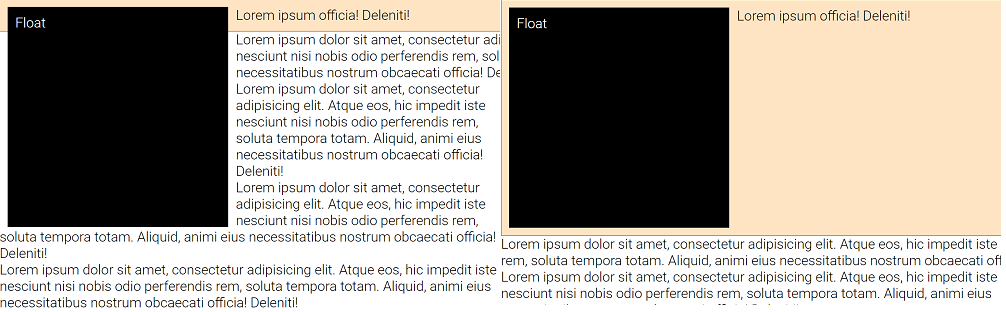 Float
Lorem ipsum officia! Deleniti!
Lorem ipsum dolor sit amet, consectetur adi
nesciunt nisi nobis odio perferendis rem, sol
necessitatibus nostrum obcaecati officia! De
Lorem ipsum dolor sit amet, consectetur
adipisicing elit. Atque eos, hic impedit iste
nesciunt nisi nobis odio perferendis rem,
soluta tempora totam. Aliquid, animi eius
necessitatibus nostrum obcaecati officia!
Deleniti!
Lorem ipsum dolor sit amet, consectetur
adipisicing elit. Atque eos, hic impedit iste
nesciunt nisi nobis odio perferendis rem,
soluta tempora totam. Aliquid, animi eius necessitatibus nostrum obcaecati officia!
Deleniti!
Lorem ipsum dolor sit amet, consectetur adipisicing elit. Atque eos, hic impedit iste
nesciunt nisi nobis odio perferendis rem, soluta tempora totam. Aliquid, animi eius
necessitatibus nostrum obcaecati officia! Deleniti!
Float
Lorem ipsum officia! Deleniti!
Lorem ipsum dolor sit amet, consectetur adipisicing elit. Atque eos, hic impedit
rem, soluta tempora totam. Aliquid, animi eius necessitatibus nostrum obcaecati
Lorem ipsum dolor sit amet, consectetur adipisicing elit. Atque eos, hic impedit iste
nesciunt nisi nobis odio perferendis rem, soluta tempora totam. Aliquid, animi eius